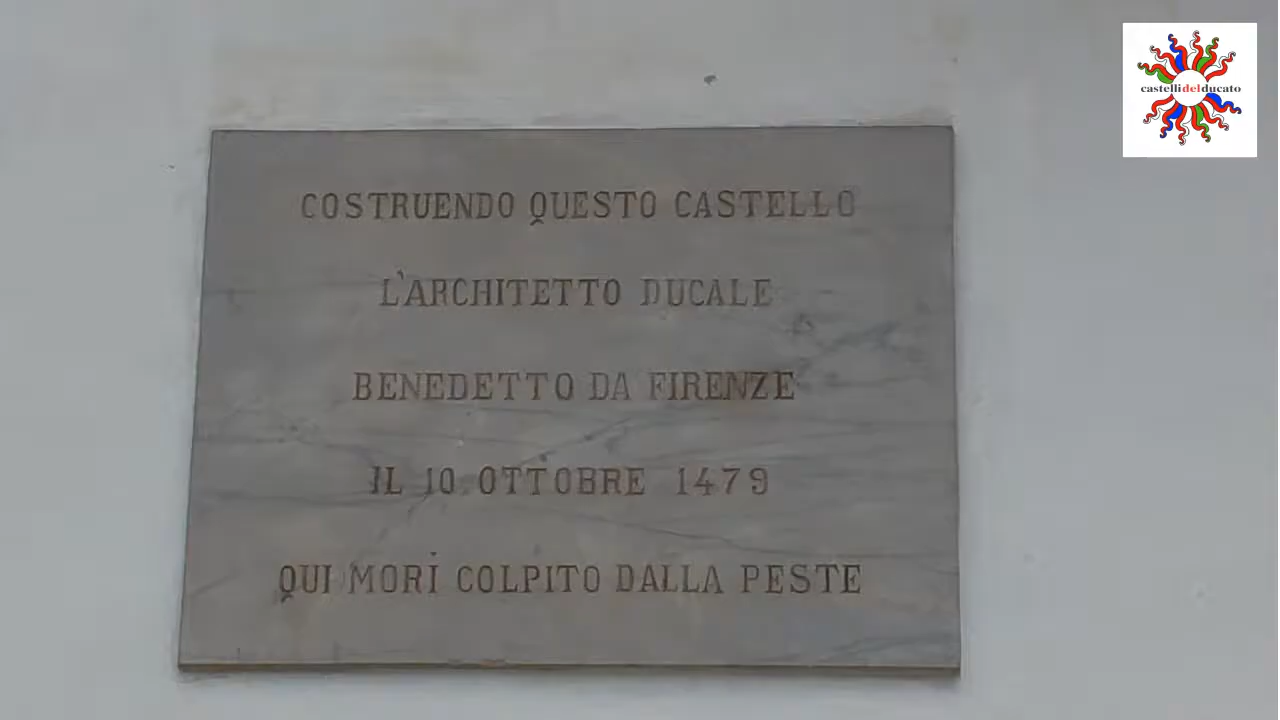 castellidelducato
COSTRUENDO QUESTO CASTELLO
L'ARCHITETTO DUCALE
BENEDETTO DA FIRENZE
IL 10 OTTOBRE 1479
QUI MORÌ COLPITO DALLA PESTE